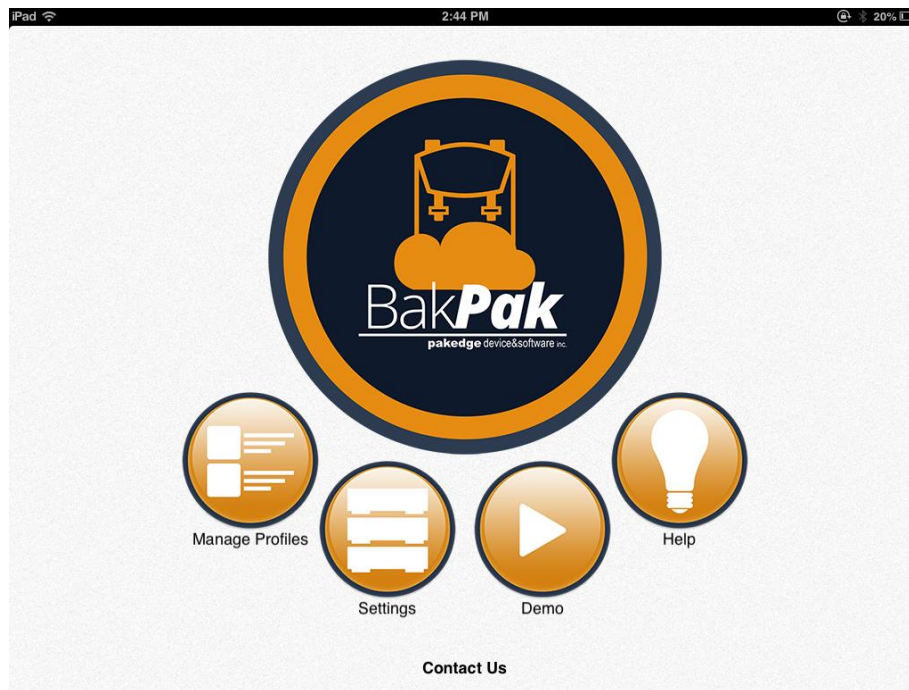 iPad 2:44 PM 20%
BakPak
pakedge device&software inc.
Manage Profiles
Help
Settings
Demo
Contact Us